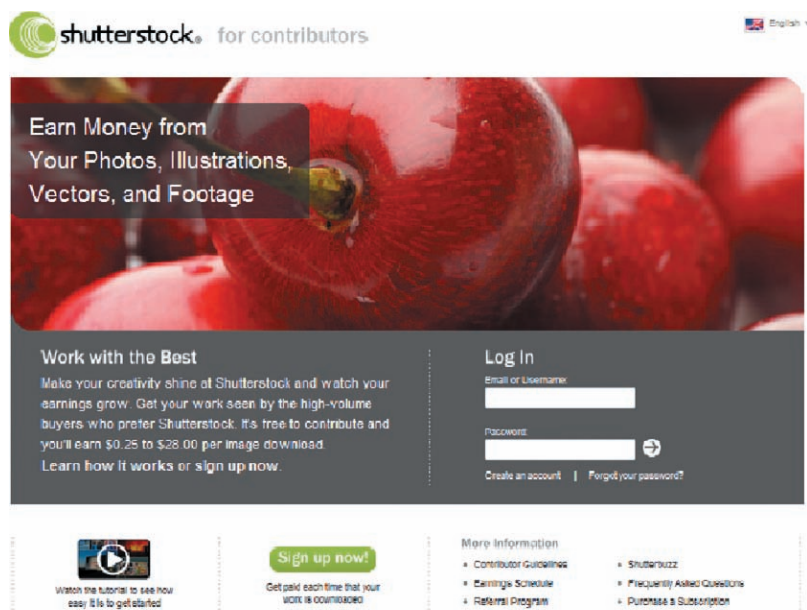 shutterstock® for contributors
English
Earn Money from
Your Photos, Illustrations,
Vectors, and Footage
Work with the Best
Make your creativity shine at Shutterstock and watch your
earnings grow. Get your work seen by the high-volume
buyers who prefer Shutterstock. It's free to contribute and
you'll earn $0.25 to $28.00 per image download.
Learn how it works or sign up now.
Log In
Email or Username:
Password:
Create an account | Forgot your password?
Watch the tutorial to see how
easy it is to get started
Sign up now!
Get paid each time that your
work is downloaded
More Information
Contributor Guidelines
Earnings Schedule
Referral Program
Shutterbuzz
Frequently Asked Questions
Purchase a Subscription